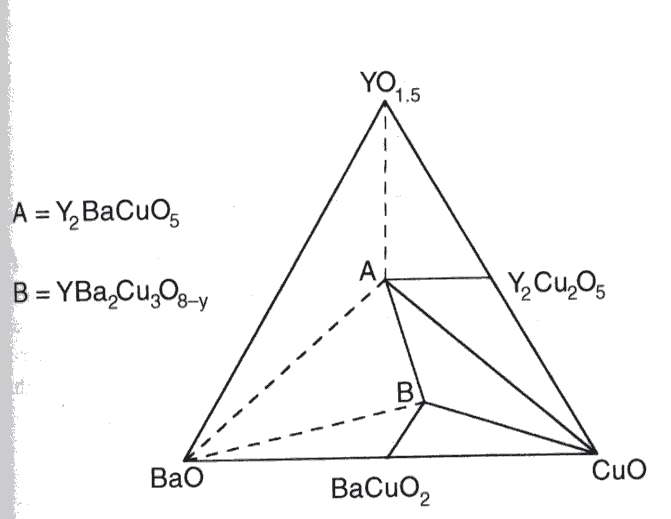 YO₁.₅
A = Y₂BaCuO₅
A
Y₂Cu₂O₅
B = YBa₂Cu₃O₈₋y
B
BaO
BaCuO₂
CuO